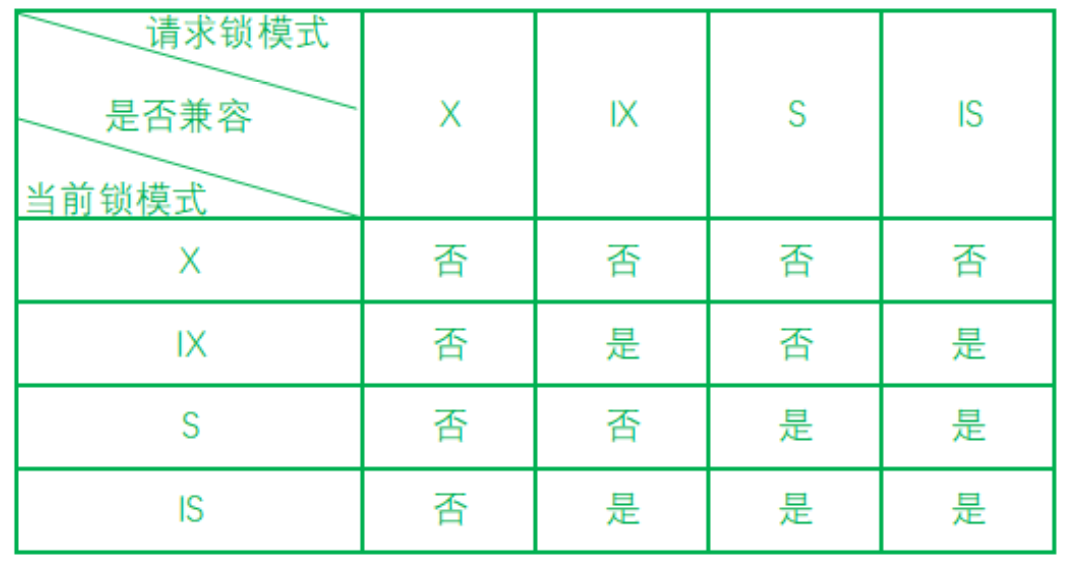 请求锁模式
是否兼容
当前锁模式
X IX S IS
X 否 否 否 否
IX 否 是 否 是
S 否 否 是 是
IS 否 是 是 是